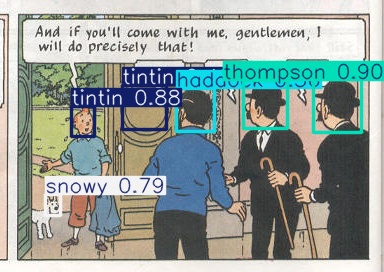 And if you'll come with me, gentlemen, I
will do precisely that!
tintin
thompson 0.90
tintin 0.88
snowy 0.79